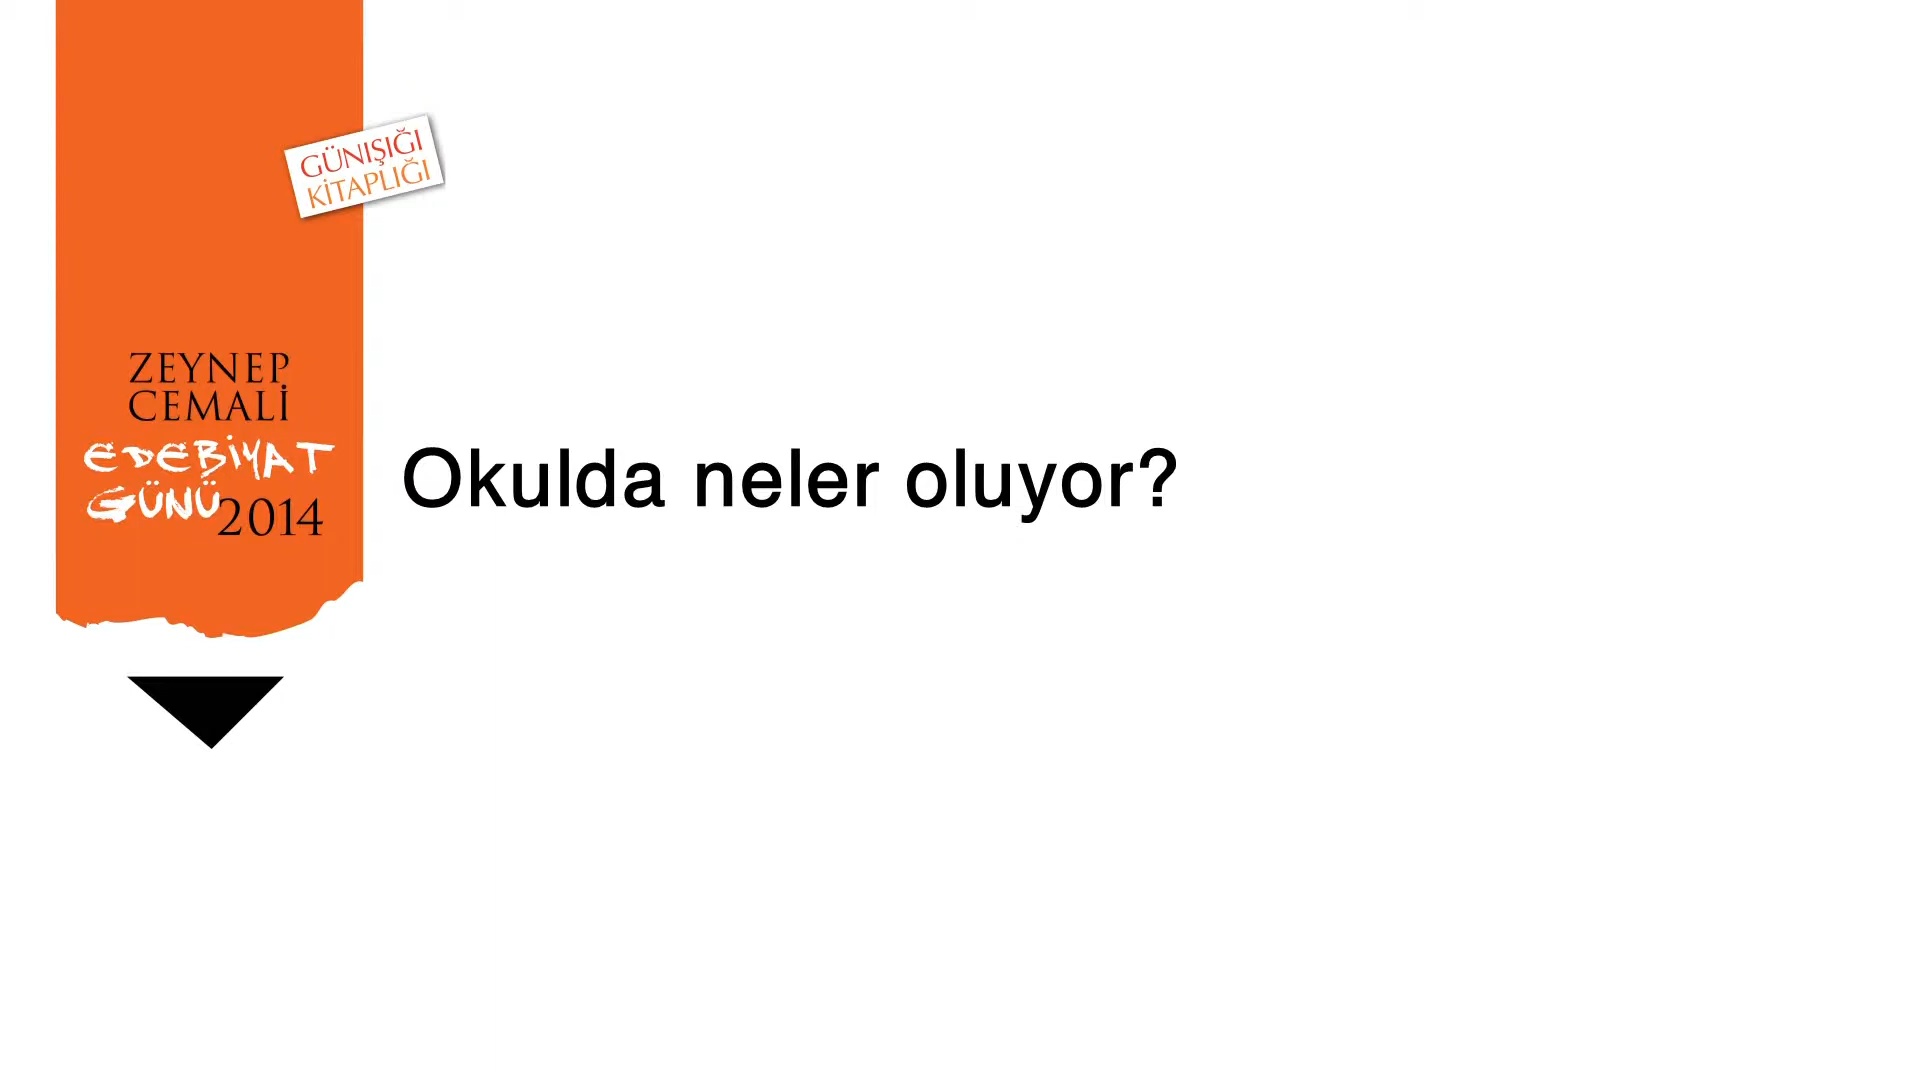 GÜNIŞIĞI
KİTAPLIĞI
ZEYNEP
CEMALİ
EDEBİYAT
GÜNÜ 2014
Okulda neler oluyor?